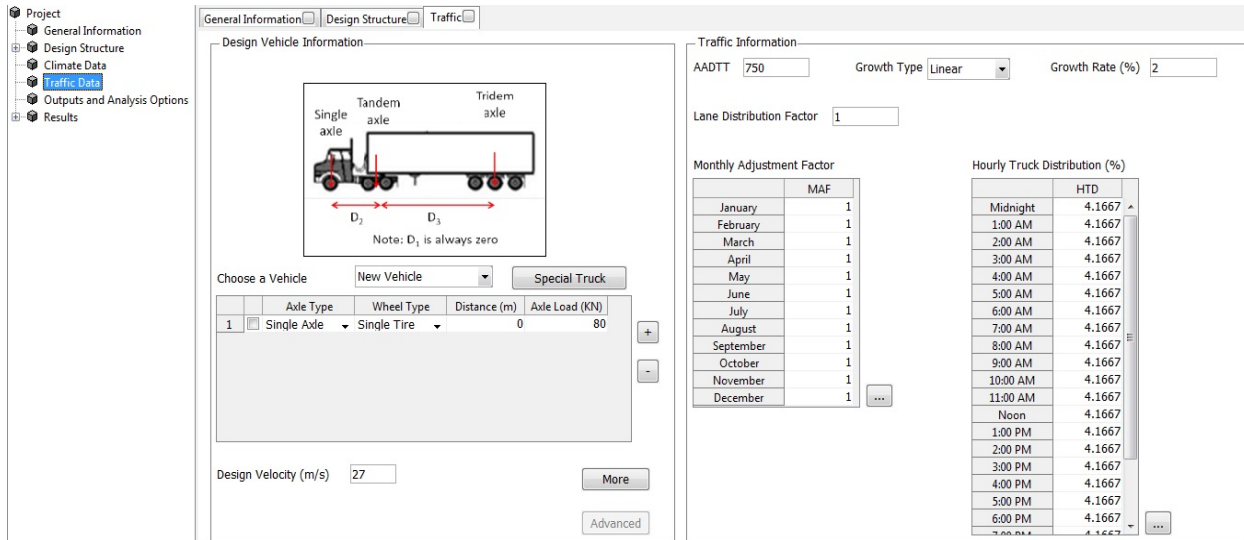 Project
General Information
Design Structure
Climate Data
Traffic Data
Outputs and Analysis Options
Results
General Information Design Structure Traffic
Design Vehicle Information
Single axle
Tandem axle
Tridem axle
D2 D3
Note: D1 is always zero
Choose a Vehicle New Vehicle Special Truck
Axle Type Wheel Type Distance (m) Axle Load (KN)
1 Single Axle Single Tire 0 80
+
-
Design Velocity (m/s) 27
More
Advanced
Traffic Information
AADTT 750 Growth Type Linear Growth Rate (%) 2
Lane Distribution Factor 1
Monthly Adjustment Factor
MAF
January 1
February 1
March 1
April 1
May 1
June 1
July 1
August 1
September 1
October 1
November 1
December 1
...
Hourly Truck Distribution (%)
HTD
Midnight 4.1667
1:00 AM 4.1667
2:00 AM 4.1667
3:00 AM 4.1667
4:00 AM 4.1667
5:00 AM 4.1667
6:00 AM 4.1667
7:00 AM 4.1667
8:00 AM 4.1667
9:00 AM 4.1667
10:00 AM 4.1667
11:00 AM 4.1667
Noon 4.1667
1:00 PM 4.1667
2:00 PM 4.1667
3:00 PM 4.1667
4:00 PM 4.1667
5:00 PM 4.1667
6:00 PM 4.1667
...